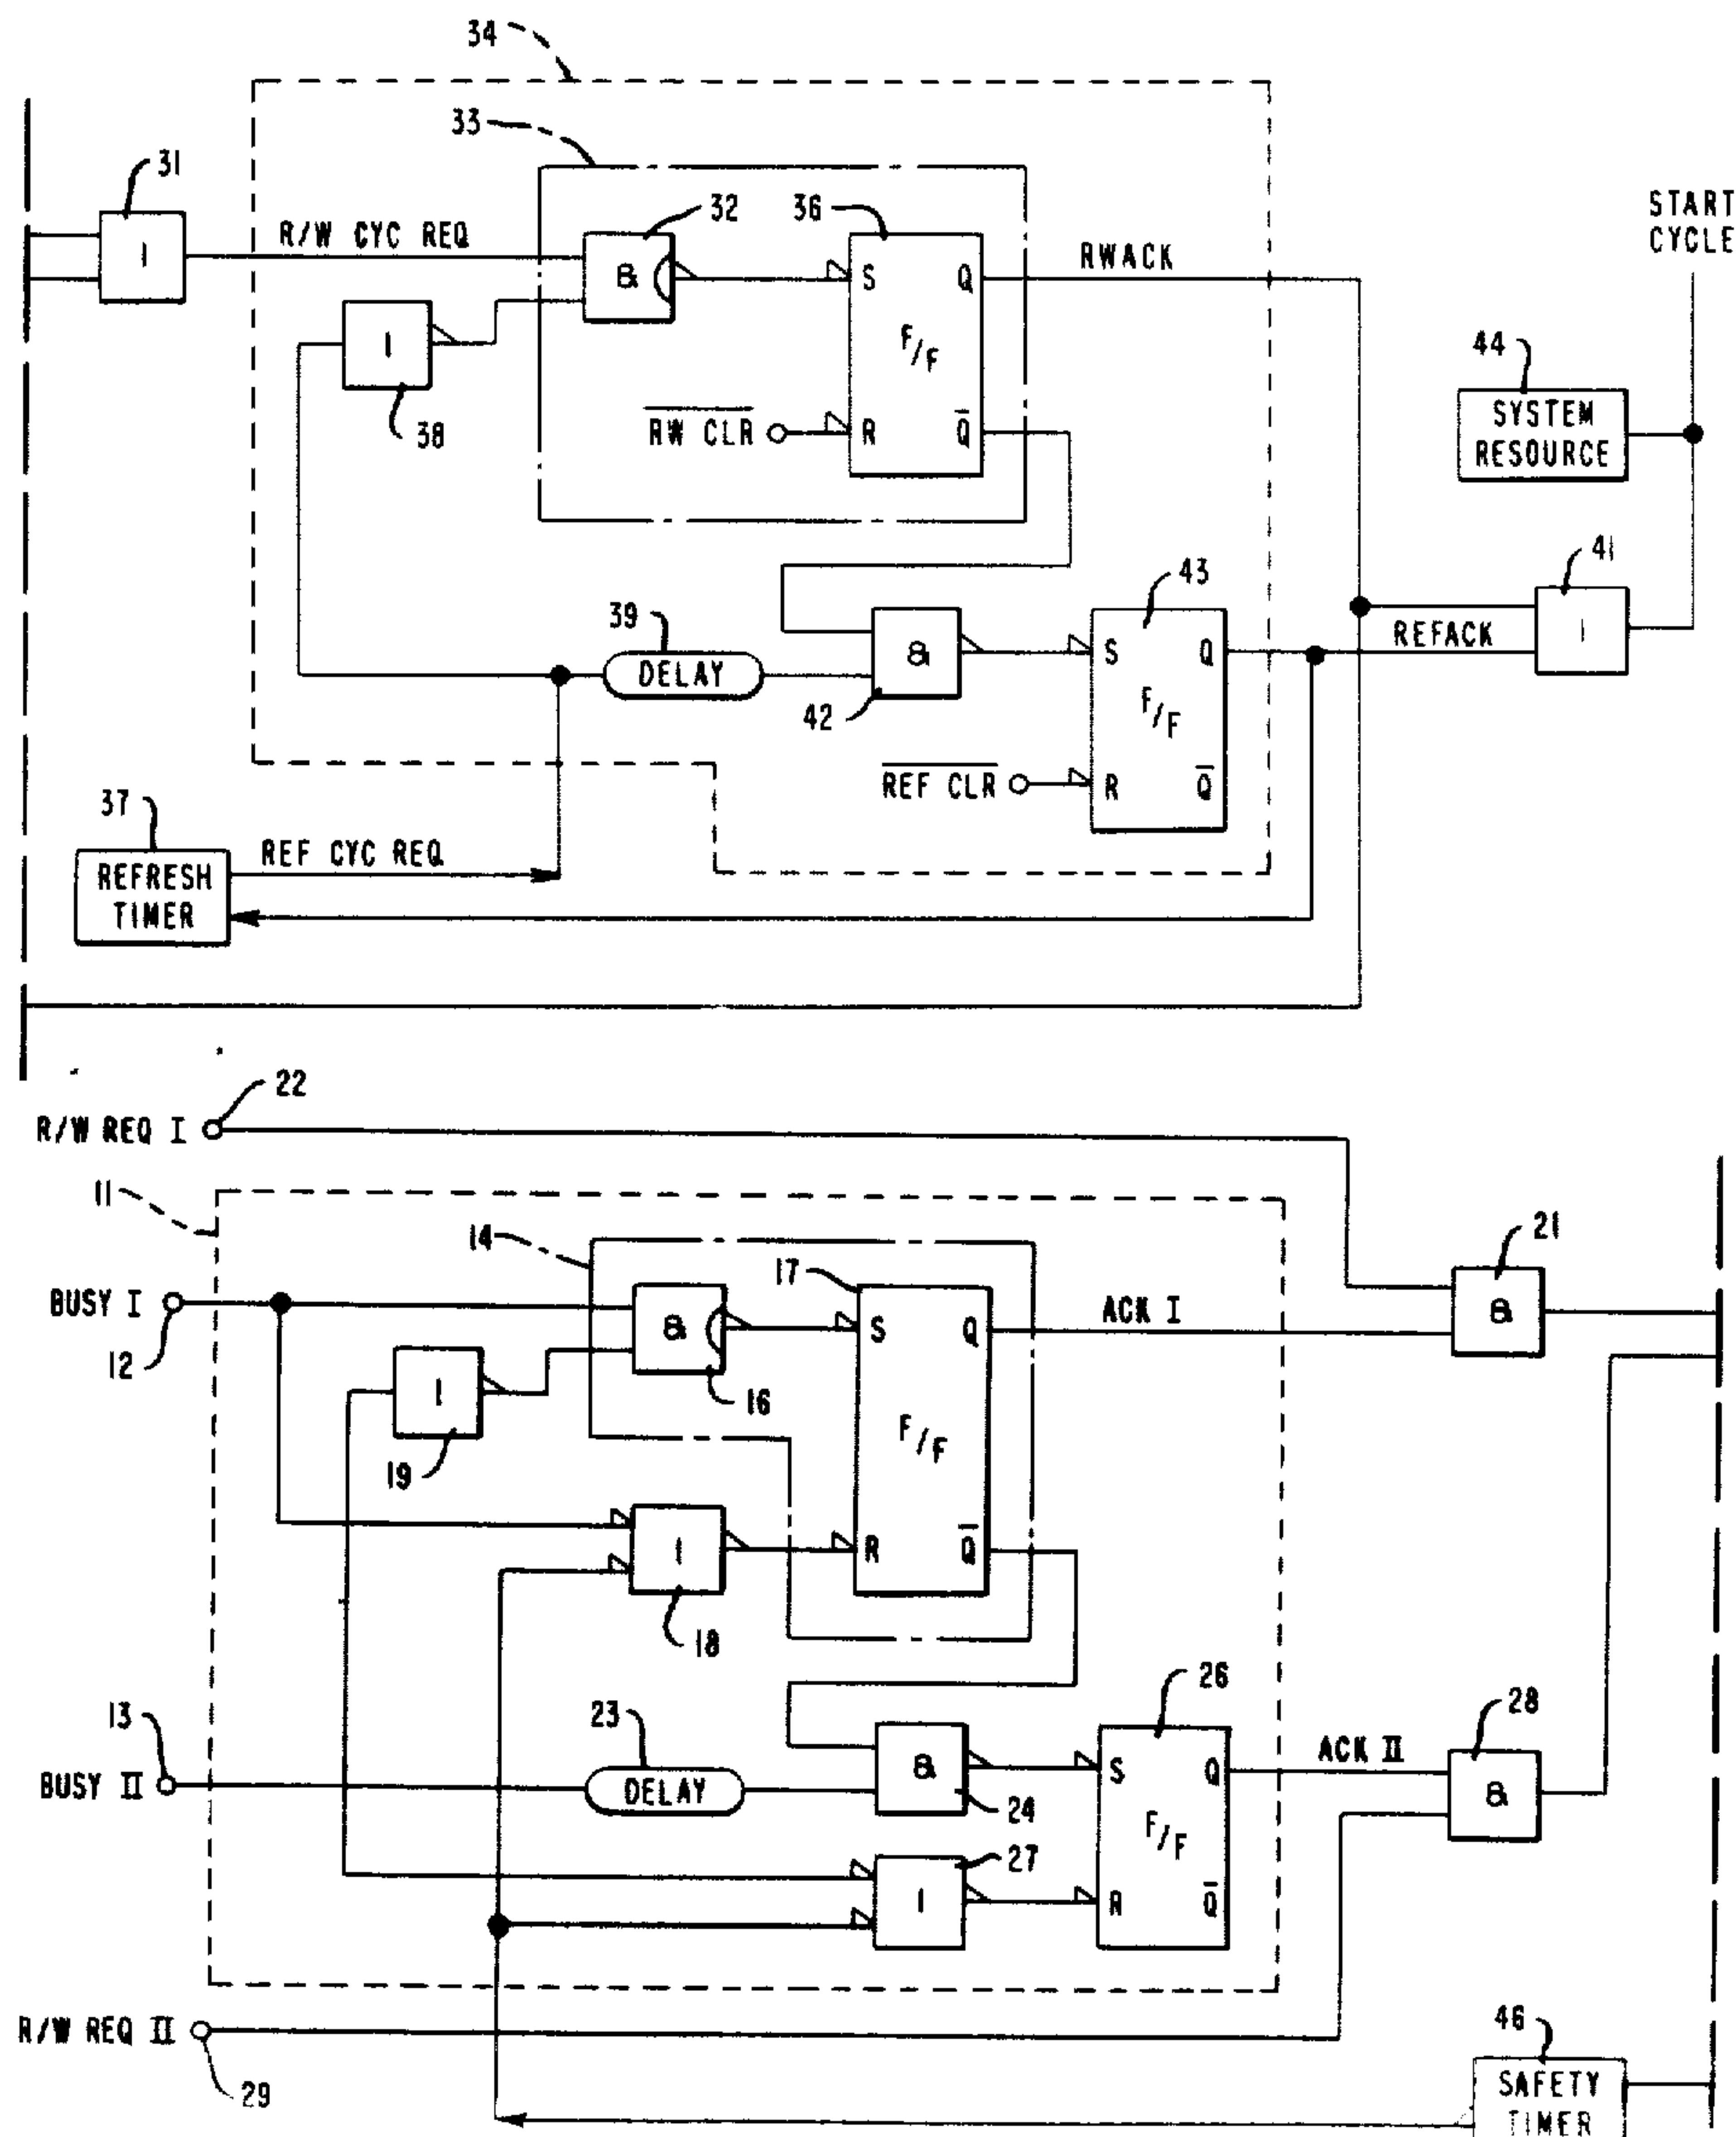 34
33
31
32
36
START
CYCLE
R/W CYC REQ
RWACK
I
&
S
Q
I
F/F
44
38
RW CLR
R
Q̄
SYSTEM
RESOURCE
41
43
39
DELAY
&
S
Q
REFACK
I
42
F/F
37
REF CLR
R
Q̄
REF CYC REQ
REFRESH
TIMER
22
R/W REQ I
11
14
17
21
BUSY I
12
&
S
Q
ACK I
&
I
16
19
F/F
I
R
Q̄
18
13
23
26
28
BUSY II
DELAY
&
S
Q
ACK II
&
24
F/F
27
I
R
Q̄
R/W REQ II
29
46
SAFETY
TIMER